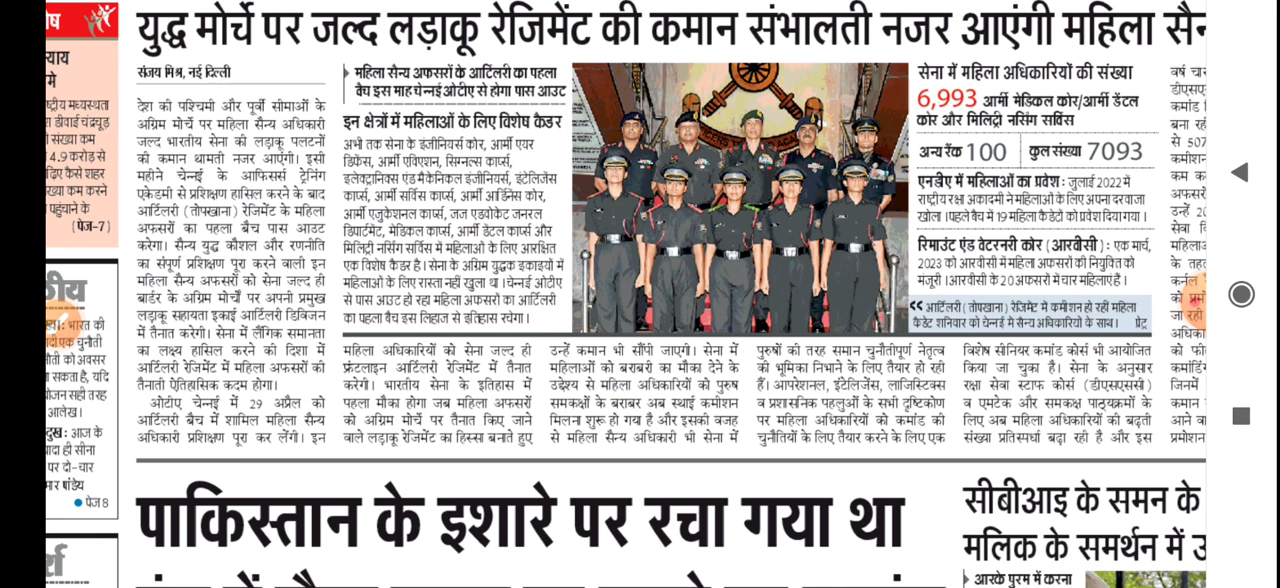 युद्ध मोर्चे पर जल्द लड़ाकू रेजिमेंट की कमान संभालती नजर आएंगी महिला
संजय मिश्र, नई दिल्ली
देश की पश्चिमी और पूर्वी सीमाओं के
अग्रिम मोर्चे पर महिला सैन्य अधिकारी
जल्द भारतीय सेना की लड़ाकू पलटनों
की कमान थामती नजर आएगी। इसी
महीने चेन्नई के आफिसर्स ट्रेनिंग
एकेडमी से प्रशिक्षण हासिल करने के बाद
आर्टिलरी (तोपखाना) रेजिमेंट के महिला
अफसरों का पहला बैच पास आउट
करेगा। सैन्य युद्ध कौशल और रणनीति
का संपूर्ण प्रशिक्षण पूरा करने वाली इन
महिला सैन्य अफसरों को सेना जल्द ही
बार्डर के अग्रिम मोर्चों पर अपनी प्रमुख
लड़ाकू सहायता इकाई आर्टिलरी डिविजन
में तैनात करेगी। सेना में लैंगिक समानता
का लक्ष्य हासिल करने की दिशा में
आर्टिलरी रेजिमेंट में महिला अफसरों की
तैनाती ऐतिहासिक कदम होगा।
ओटीए चेन्नई में 29 अप्रैल को
आर्टिलरी बैच में शामिल महिला सैन्य
अधिकारी प्रशिक्षण पूरा कर लेंगी। इन
महिला सैन्य अफसरों के आर्टिलरी का पहला
बैच इस माह चेन्नई ओटीए से होगा पास आउट
इन क्षेत्रों में महिलाओं के लिए विशेष कैडर
अभी तक सेना के इंजीनियर्स कोर, आर्मी एयर
डिफेंस, आर्मी एविएशन, सिग्नल्स कार्प्स,
इलेक्ट्रानिक्स एंड मैकेनिकल इंजीनियर्स, इंटेलिजेंस
कार्प्स, आर्मी सर्विस कार्प्स, आर्मी आर्डिनेंस कोर,
आर्मी एजुकेशनल कार्प्स, जज एडवोकेट जनरल
डिपार्टमेंट, मेडिकल कार्प्स, आर्मी डेंटल कार्प्स और
मिलिट्री नर्सिंग सर्विस में महिलाओं के लिए आरक्षित
एक विशेष कैडर है। सेना के अग्रिम युद्धक इकाइयों में
महिलाओं के लिए रास्ता नहीं खुला था। चेन्नई ओटीए
से पास आउट हो रहा महिला अफसरों का आर्टिलरी
का पहला बैच इस लिहाज से इतिहास रचेगा।
सेना में महिला अधिकारियों की संख्या
6,993 आर्मी मेडिकल कोर/आर्मी डेंटल
कोर और मिलिट्री नर्सिंग सर्विस
अन्य रैंक 100 कुल संख्या 7093
एनडीए में महिलाओं का प्रवेश : जुलाई 2022 में
राष्ट्रीय रक्षा अकादमी ने महिलाओं के लिए अपना दरवाजा
खोला। पहले बैच में 19 महिला कैडेटों को प्रवेश दिया गया।
रिमाउंट एंड वेटरनरी कोर (आरवीसी) : एक मार्च,
2023 को आरवीसी में महिला अफसरों की नियुक्ति को
मंजूरी। आरवीसी के 20 अफसरों में चार महिलाएं हैं।
आर्टिलरी (तोपखाना) रेजिमेंट में कमीशन हो रही महिला
कैडेट शनिवार को चेन्नई में सैन्य अधिकारियों के साथ। प्रेट्र
महिला अधिकारियों को सेना जल्द ही
फ्रंटलाइन आर्टिलरी रेजिमेंट में तैनात
करेगी। भारतीय सेना के इतिहास में
पहला मौका होगा जब महिला अफसरों
को अग्रिम मोर्चे पर तैनात किए जाने
वाले लड़ाकू रेजिमेंट का हिस्सा बनाते हुए
उन्हें कमान भी सौंपी जाएगी। सेना में
महिलाओं को बराबरी का मौका देने के
उद्देश्य से महिला अधिकारियों को पुरुष
समकक्षों के बराबर अब स्थाई कमीशन
मिलना शुरू हो गया है और इसकी वजह
से महिला सैन्य अधिकारी भी सेना में
पुरुषों की तरह समान चुनौतीपूर्ण नेतृत्व
की भूमिका निभाने के लिए तैयार हो रही
हैं। आपरेशनल, इंटेलिजेंस, लाजिस्टिक्स
व प्रशासनिक पहलुओं के सभी दृष्टिकोण
पर महिला अधिकारियों को कमांड की
चुनौतियों के लिए तैयार करने के लिए एक
विशेष सीनियर कमांड कोर्स भी आयोजित
किया जा चुका है। सेना के अनुसार
रक्षा सेवा स्टाफ कोर्स (डीएसएससी)
व एमटेक और समकक्ष पाठ्यक्रमों के
लिए अब महिला अधिकारियों की बढ़ती
संख्या प्रतिस्पर्धा बढ़ा रही है और इस
पाकिस्तान के इशारे पर रचा गया था
सीबीआइ के समन के
मलिक के समर्थन में
आरके पुरम में करना
(पेज-7)
पेज 8